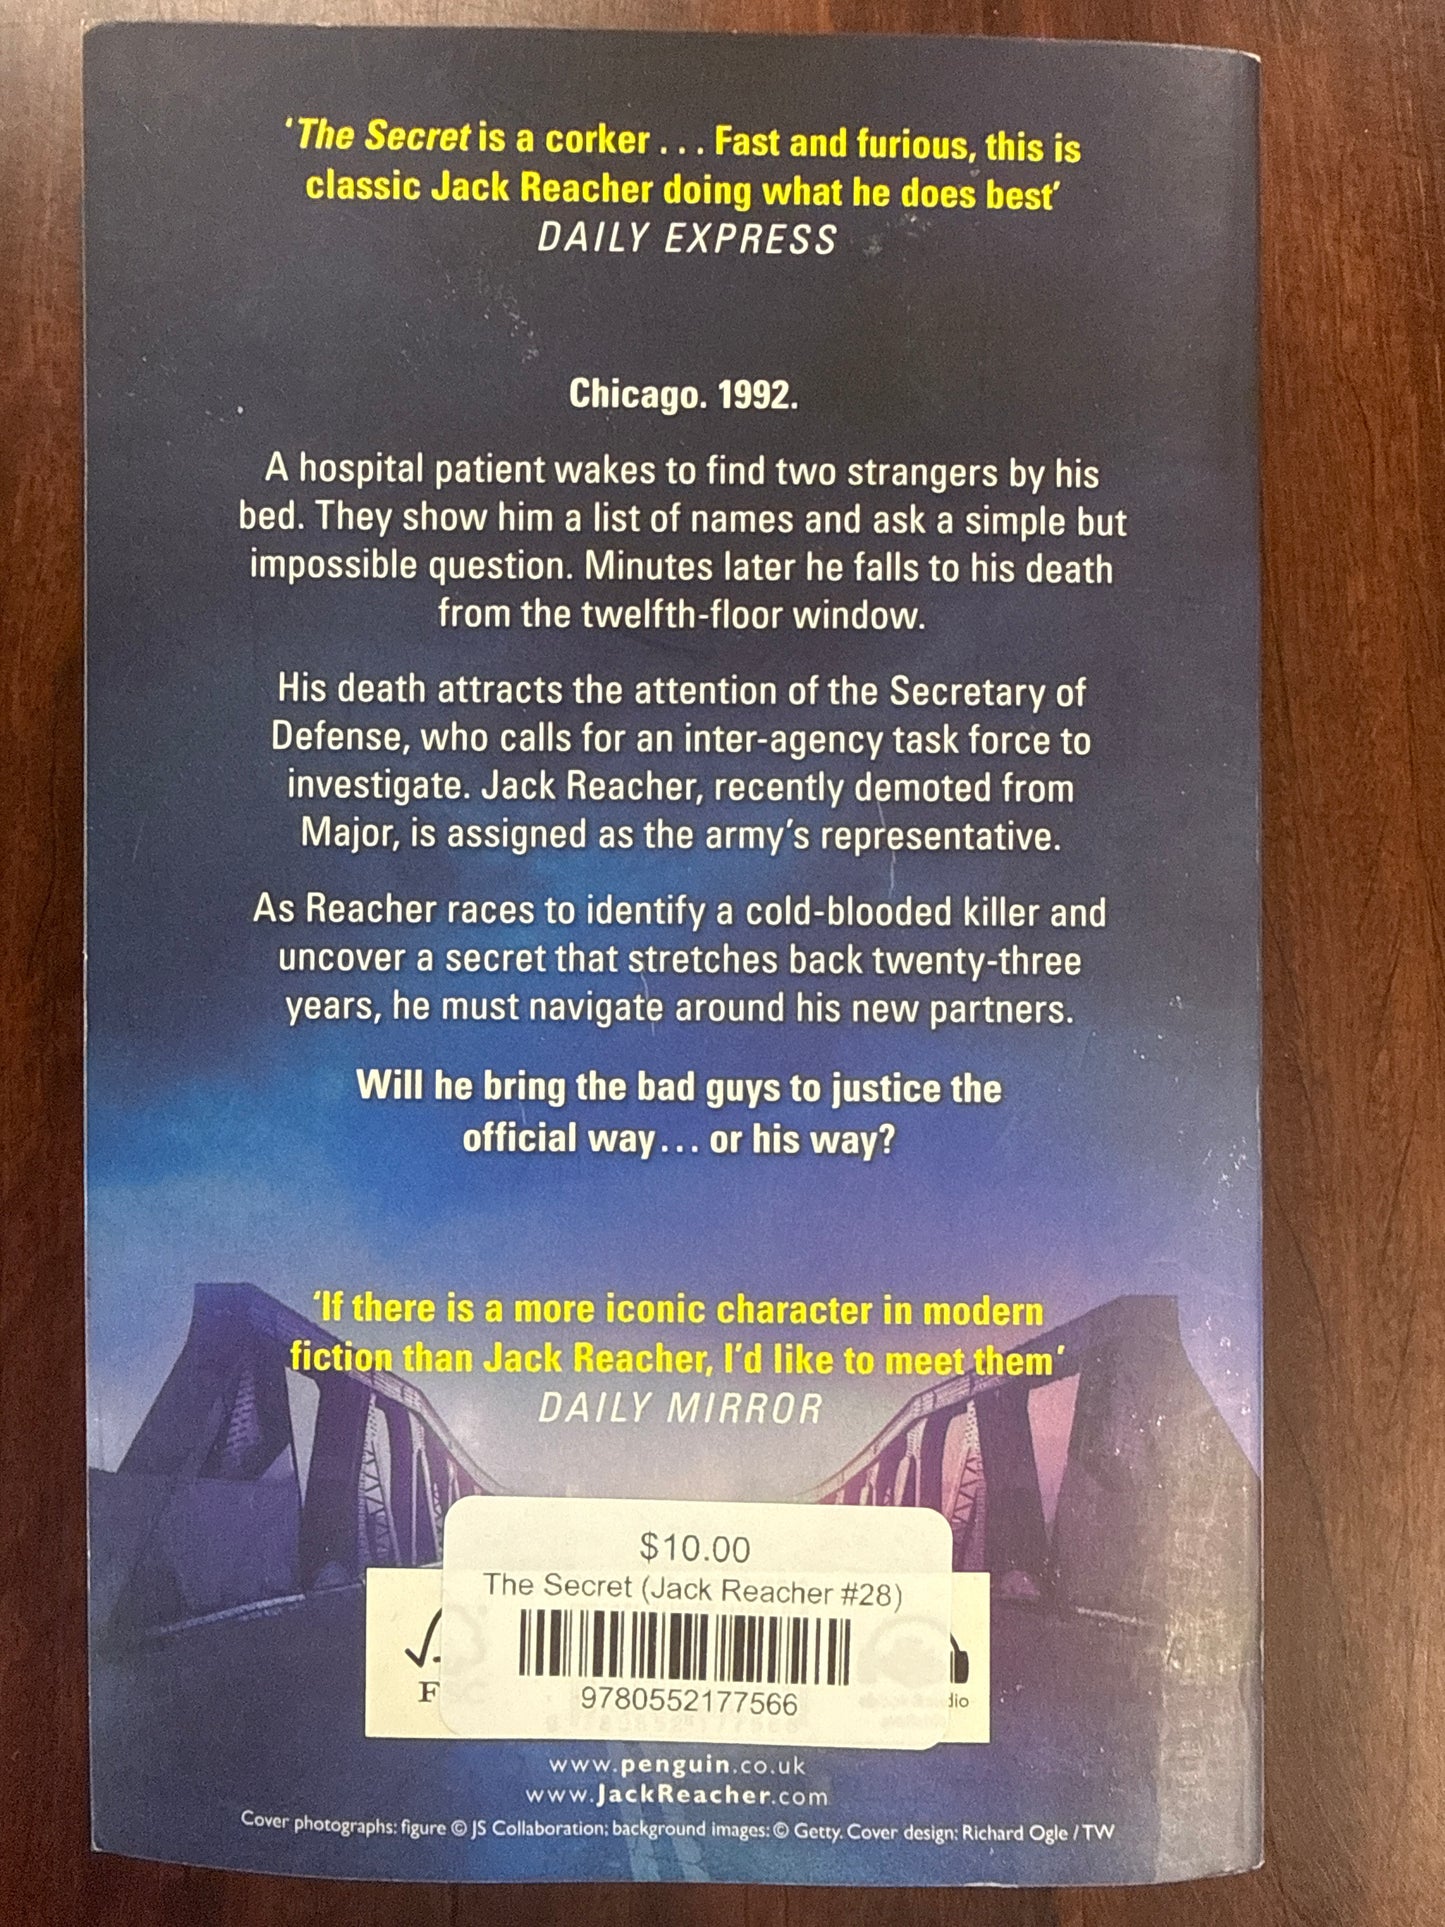 ‘The Secret is a corker . . . Fast and furious, this is
classic Jack Reacher doing what he does best’
DAILY EXPRESS
Chicago. 1992.
A hospital patient wakes to find two strangers by his
bed. They show him a list of names and ask a simple but
impossible question. Minutes later he falls to his death
from the twelfth-floor window.
His death attracts the attention of the Secretary of
Defense, who calls for an inter-agency task force to
investigate. Jack Reacher, recently demoted from
Major, is assigned as the army’s representative.
As Reacher races to identify a cold-blooded killer and
uncover a secret that stretches back twenty-three
years, he must navigate around his new partners.
Will he bring the bad guys to justice the
official way... or his way?
‘If there is a more iconic character in modern
fiction than Jack Reacher, I’d like to meet them’
DAILY MIRROR
$10.00
The Secret (Jack Reacher #28)
9780552177566
F
dio
www.penguin.co.uk
www.JackReacher.com
Cover photographs: figure © JS Collaboration; background images: © Getty. Cover design: Richard Ogle / TW